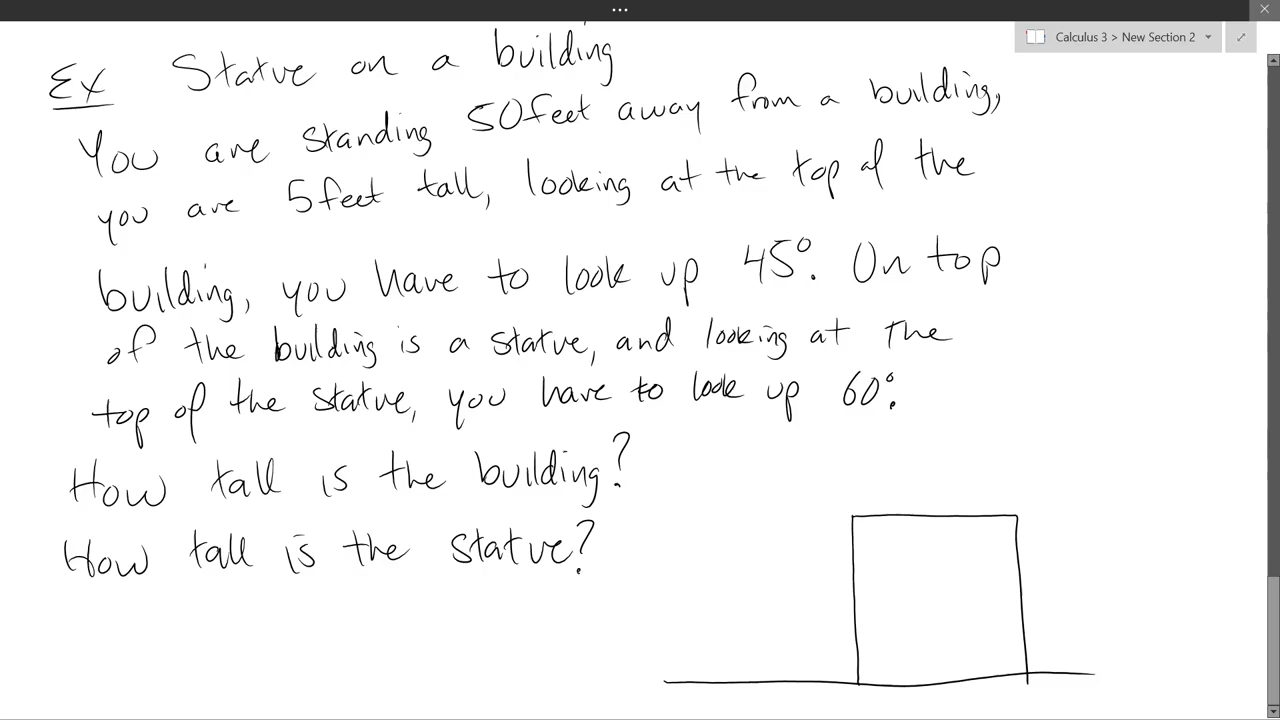 Calculus 3 > New Section 2
Ex Statue on a building
You are standing 50feet away from a building,
you are 5feet tall, looking at the top of the
building, you have to look up 45°. On top
of the building is a statue, and looking at the
top of the statue, you have to look up 60°.
How tall is the building?
How tall is the statue?